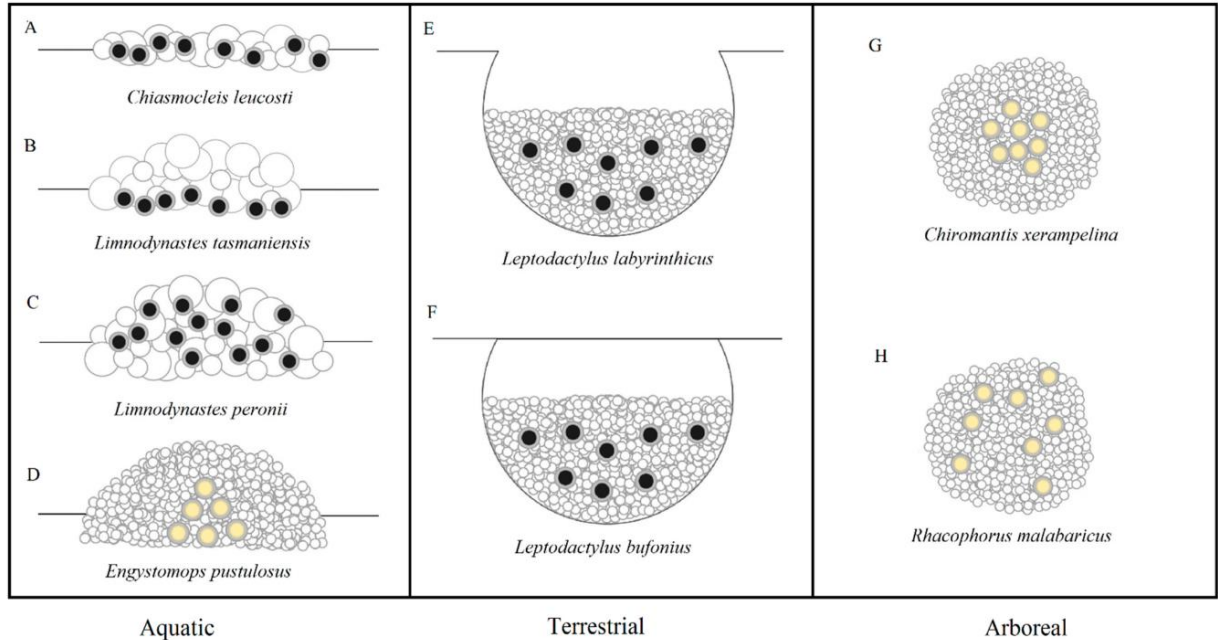 A
Chiasmocleis leucosti
B
Limnodynastes tasmaniensis
C
Limnodynastes peronii
D
Engystomops pustulosus
E
Leptodactylus labyrinthicus
F
Leptodactylus bufonius
G
Chiromantis xerampelina
H
Rhacophorus malabaricus
Aquatic
Terrestrial
Arboreal